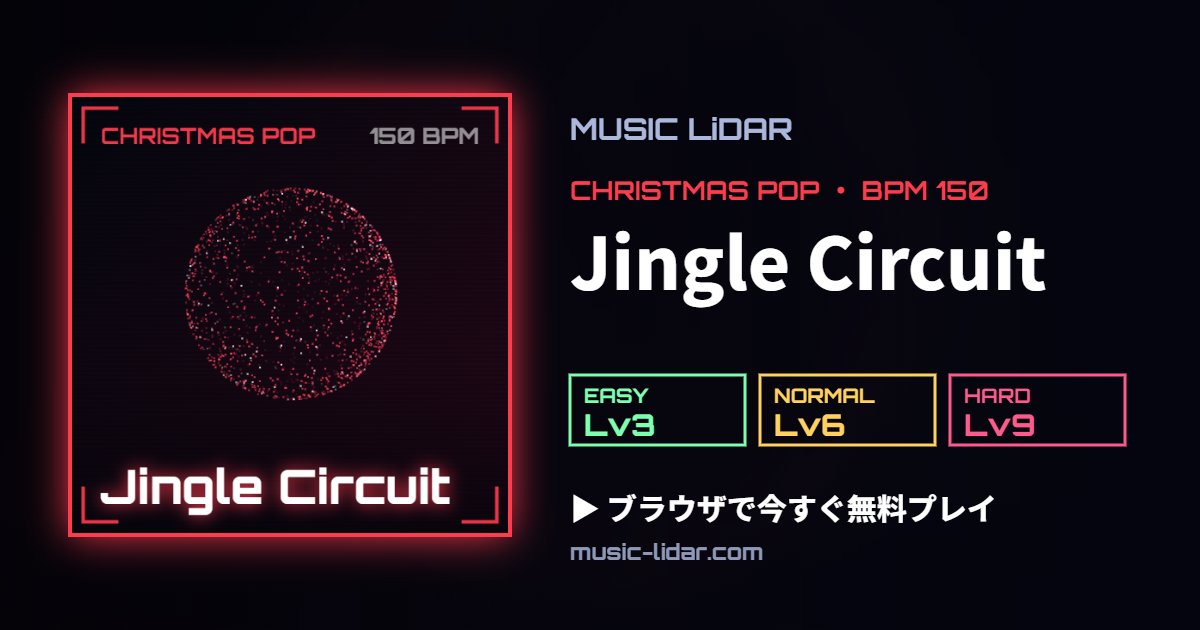 CHRISTMAS POP 150 BPM
Jingle Circuit
MUSIC LiDAR
CHRISTMAS POP • BPM 150
Jingle Circuit
EASY NORMAL HARD
Lv3 Lv6 Lv9
▶ ブラウザで今すぐ無料プレイ
music-lidar.com